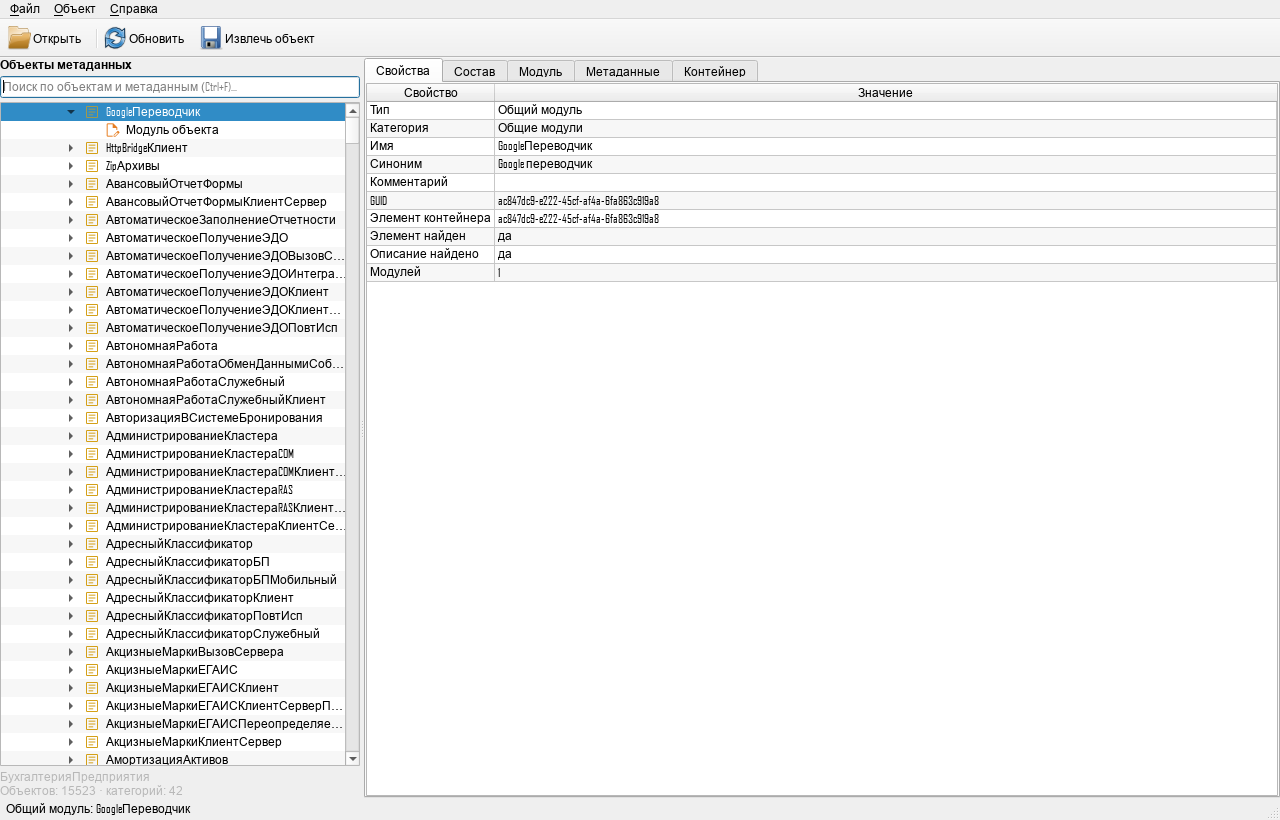 Файл Объект Справка
Открыть Обновить Извлечь объект
Объекты метаданных
Поиск по объектам и метаданным (Ctrl+F)...
GoogleПереводчик
Модуль объекта
HttpBridgeКлиент
ZipАрхивы
АвансовыйОтчетФормы
АвансовыйОтчетФормыКлиентСервер
АвтоматическоеЗаполнениеОтчетности
АвтоматическоеПолучениеЭДО
АвтоматическоеПолучениеЭДОВызовС...
АвтоматическоеПолучениеЭДОИнтегра...
АвтоматическоеПолучениеЭДОКлиент
АвтоматическоеПолучениеЭДОКлиент...
АвтоматическоеПолучениеЭДОПовтИсп
АвтономнаяРабота
АвтономнаяРаботаОбменДаннымиСоб...
АвтономнаяРаботаСлужебный
АвтономнаяРаботаСлужебныйКлиент
АвторизацияВСистемеБронирования
АдминистрированиеКластера
АдминистрированиеКластераCOM
АдминистрированиеКластераCOMКлиент...
АдминистрированиеКластераRAS
АдминистрированиеКластераRASКлиент...
АдминистрированиеКластераКлиентСе...
АдресныйКлассификатор
АдресныйКлассификаторБП
АдресныйКлассификаторБПМобильный
АдресныйКлассификаторКлиент
АдресныйКлассификаторПовтИсп
АдресныйКлассификаторСлужебный
АкцизныеМаркиВызовСервера
АкцизныеМаркиЕГАИС
АкцизныеМаркиЕГАИСКлиент
АкцизныеМаркиЕГАИСКлиентСерверП...
АкцизныеМаркиЕГАИСПереопределяе...
АкцизныеМаркиКлиентСервер
АмортизацияАктивов
БухгалтерияПредприятия
Объектов: 15523 · категорий: 42
Свойства Состав Модуль Метаданные Контейнер
Свойство Значение
Тип Общий модуль
Категория Общие модули
Имя GoogleПереводчик
Синоним Google переводчик
Комментарий
GUID ac847dc9-e222-45cf-af4a-6fa863c919a8
Элемент контейнера ac847dc9-e222-45cf-af4a-6fa863c919a8
Элемент найден да
Описание найдено да
Модулей 1
Общий модуль: GoogleПереводчик